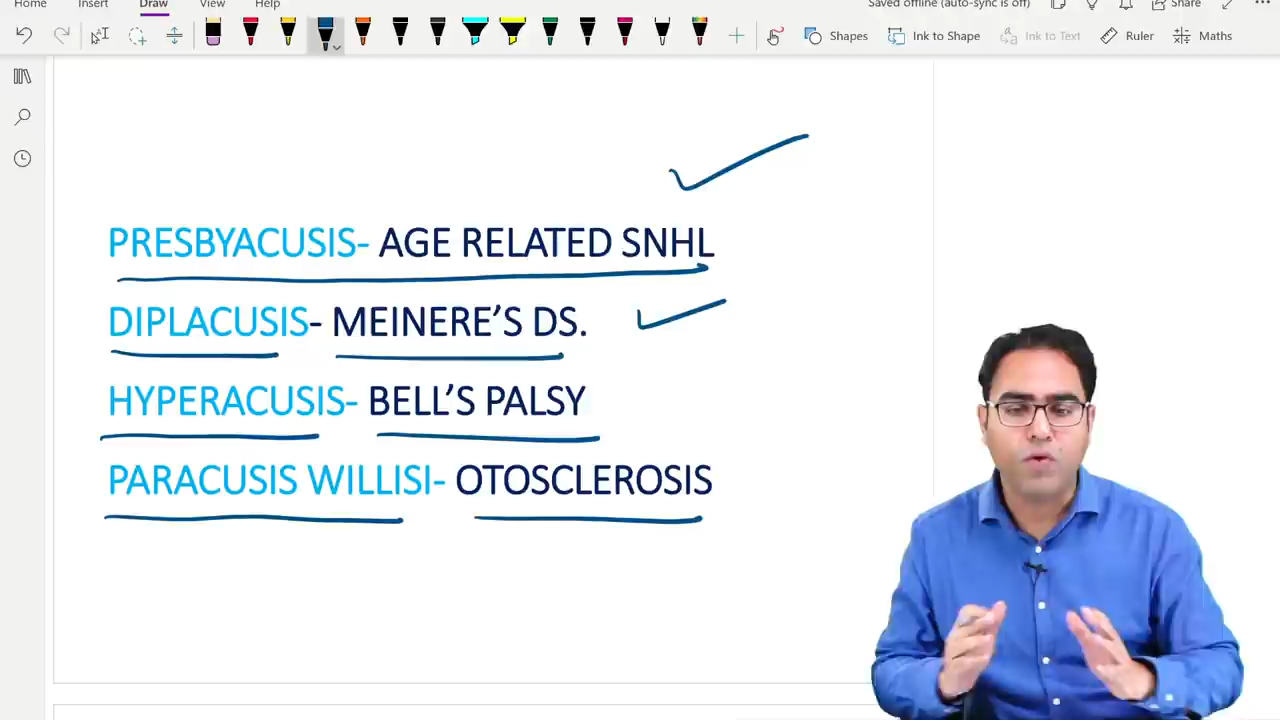 Home Insert Draw View Help Saved offline (auto-sync is off) Share
Shapes Ink to Shape Ink to Text Ruler Maths
PRESBYACUSIS- AGE RELATED SNHL
DIPLACUSIS- MEINERE’S DS.
HYPERACUSIS- BELL’S PALSY
PARACUSIS WILLISI- OTOSCLEROSIS